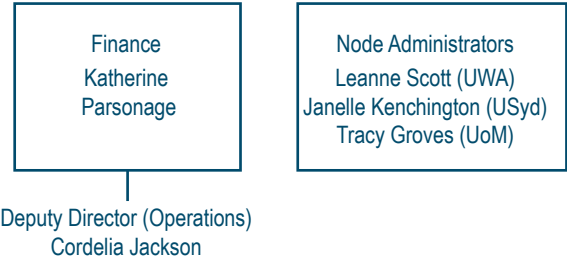 Finance
Katherine
Parsonage
Node Administrators
Leanne Scott (UWA)
Janelle Kenchington (USyd)
Tracy Groves (UoM)
Deputy Director (Operations)
Cordelia Jackson